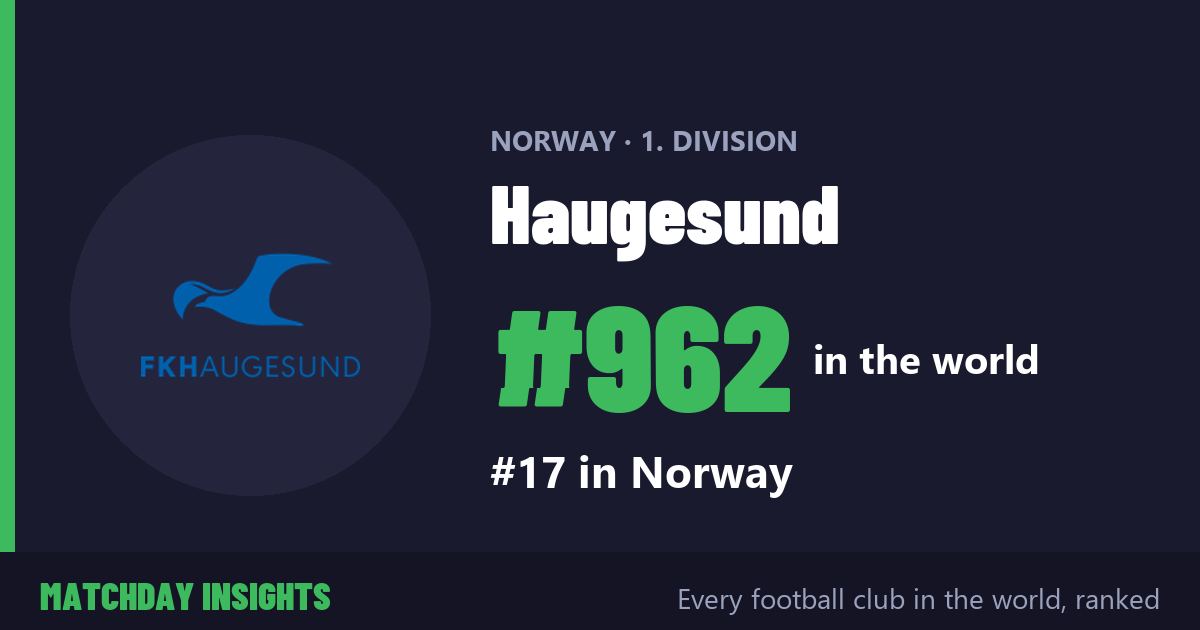 NORWAY · 1. DIVISION
Haugesund
#962 in the world
#17 in Norway
FKHAUGESUND
MATCHDAY INSIGHTS
Every football club in the world, ranked